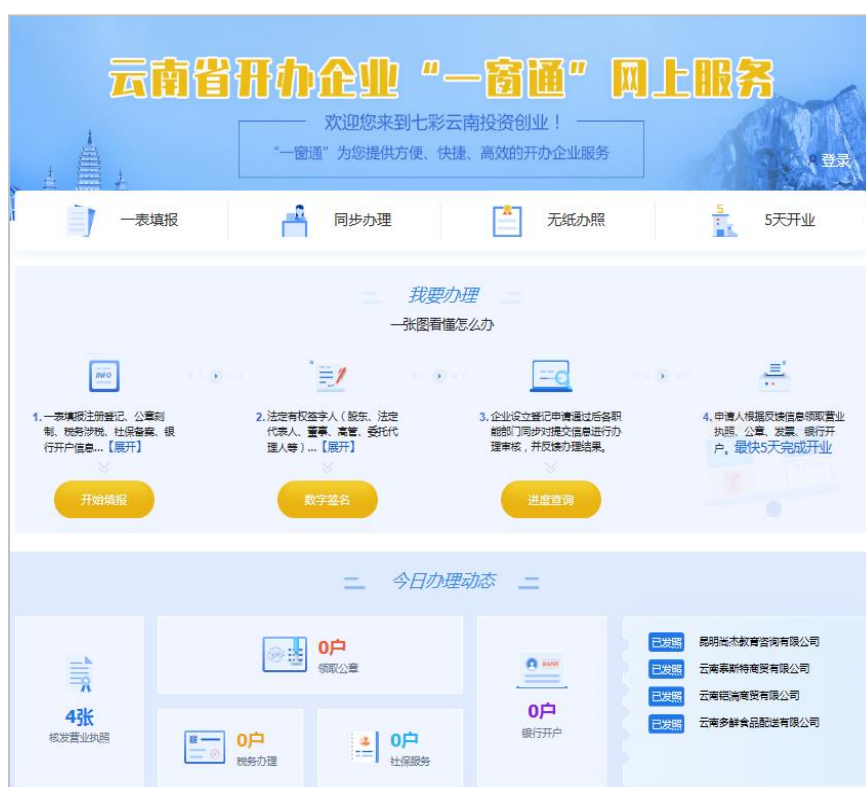 云南省开办企业“一窗通”网上服务
欢迎您来到七彩云南投资创业！
“一窗通”为您提供方便、快捷、高效的开办企业服务
登录
一表填报
同步办理
无纸办照
5天开业
我要办理
一张图看懂怎么办
INFO
1.一表填报注册登记、公章刻
制、税务涉税、社保备案、银
行开户信息...【展开】
开始填报
2.法定有权签字人（股东、法定
代表人、董事、高管、委托代
理人等）...【展开】
数字签名
3.企业设立登记申请通过后各职
能部门同步对提交信息进行办
理审核，并反馈办理结果。
进度查询
4.申请人根据反馈信息领取营业
执照、公章、发票、银行开
户。最快5天完成开业
今日办理动态
4张
核发营业执照
0户
领取公章
0户
税务办理
0户
社保服务
BANK
0户
银行开户
已发照 昆明尚杰教育咨询有限公司
已发照 云南泰斯特商贸有限公司
已发照 云南铠淌商贸有限公司
已发照 云南多鲜食品配送有限公司